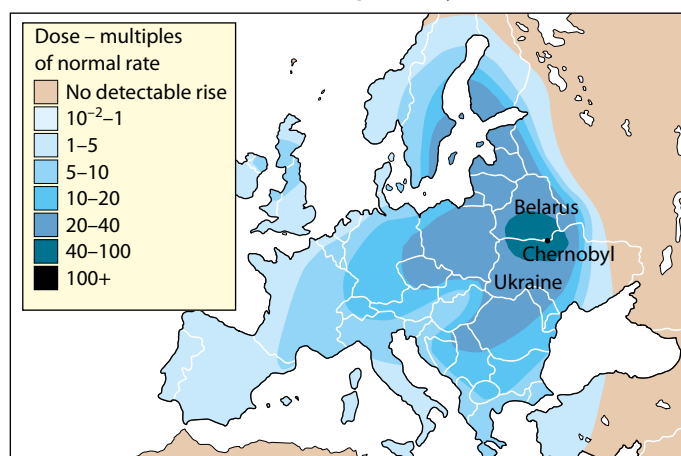 Dose – multiples
of normal rate
No detectable rise
10⁻²–1
1–5
5–10
10–20
20–40
40–100
100+
Belarus
Chernobyl
Ukraine